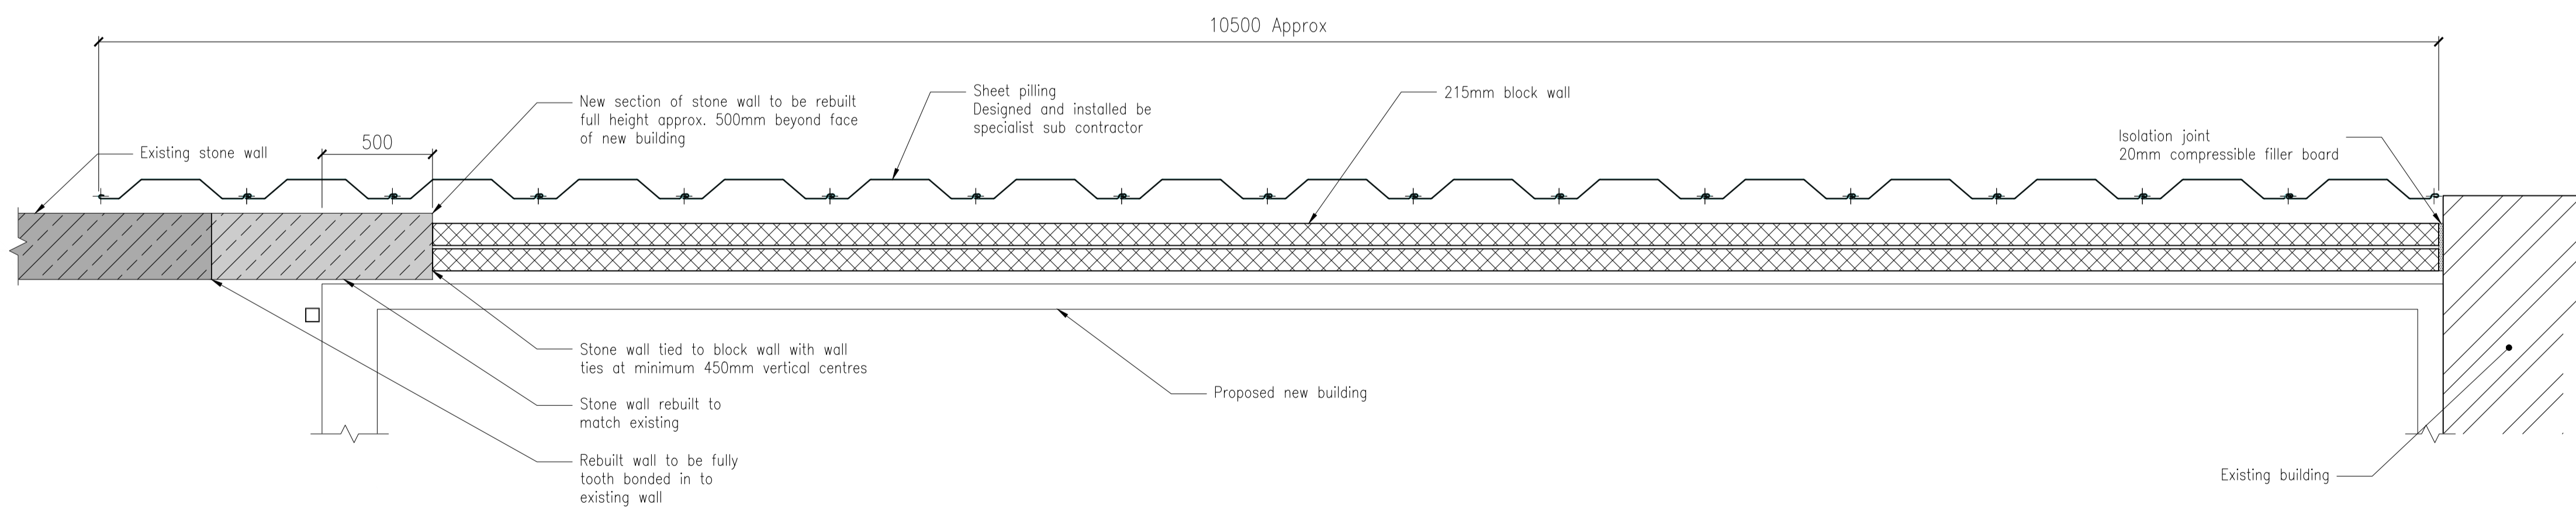 10500 Approx
Sheet pilling
Designed and installed be
specialist sub contractor
215mm block wall
New section of stone wall to be rebuilt
full height approx. 500mm beyond face
of new building
Isolation joint
20mm compressible filler board
500
Existing stone wall
Stone wall tied to block wall with wall
ties at minimum 450mm vertical centres
Proposed new building
Stone wall rebuilt to
match existing
Rebuilt wall to be fully
tooth bonded in to
existing wall
Existing building